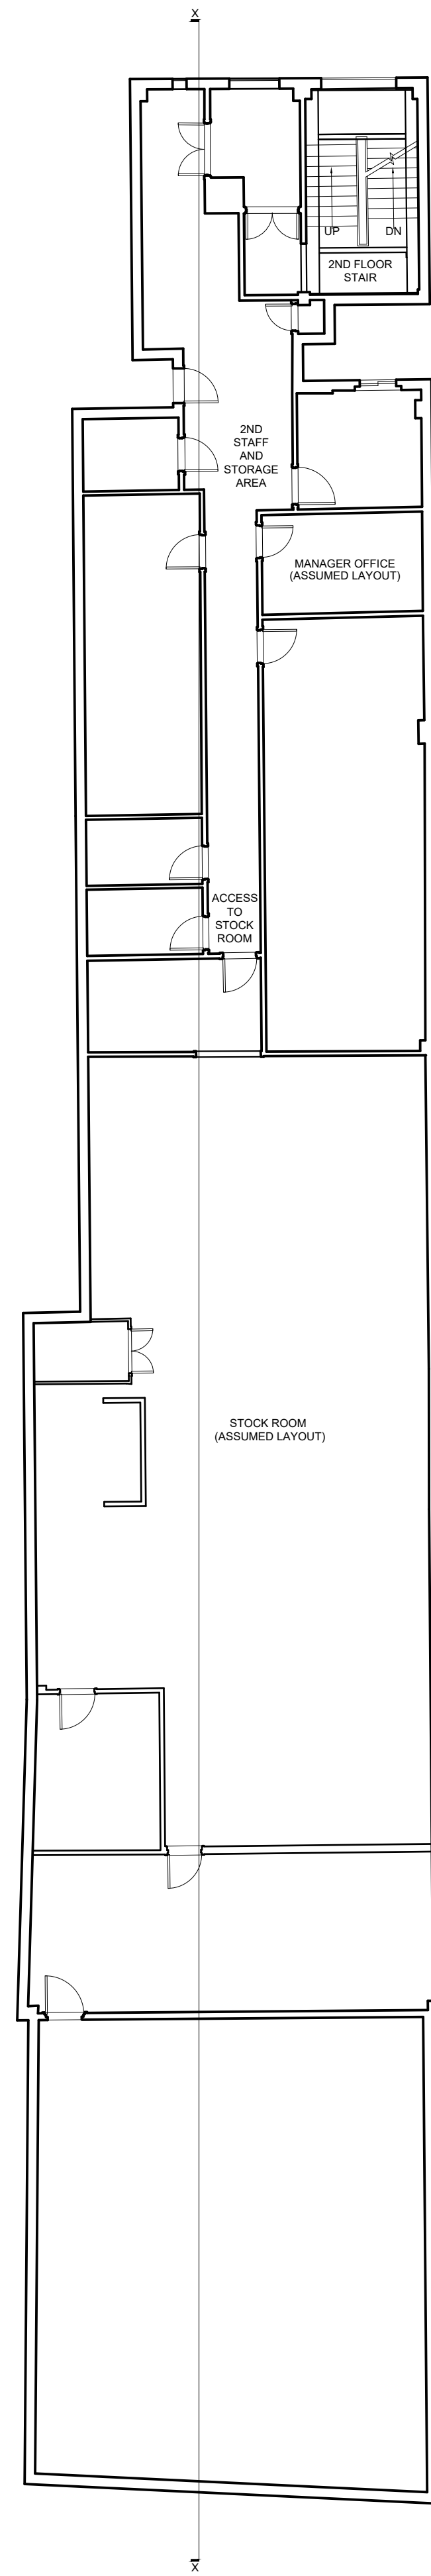 X
UP
DN
2ND FLOOR
STAIR
2ND
STAFF
AND
STORAGE
AREA
MANAGER OFFICE
(ASSUMED LAYOUT)
ACCESS
TO
STOCK
ROOM
STOCK ROOM
(ASSUMED LAYOUT)
X